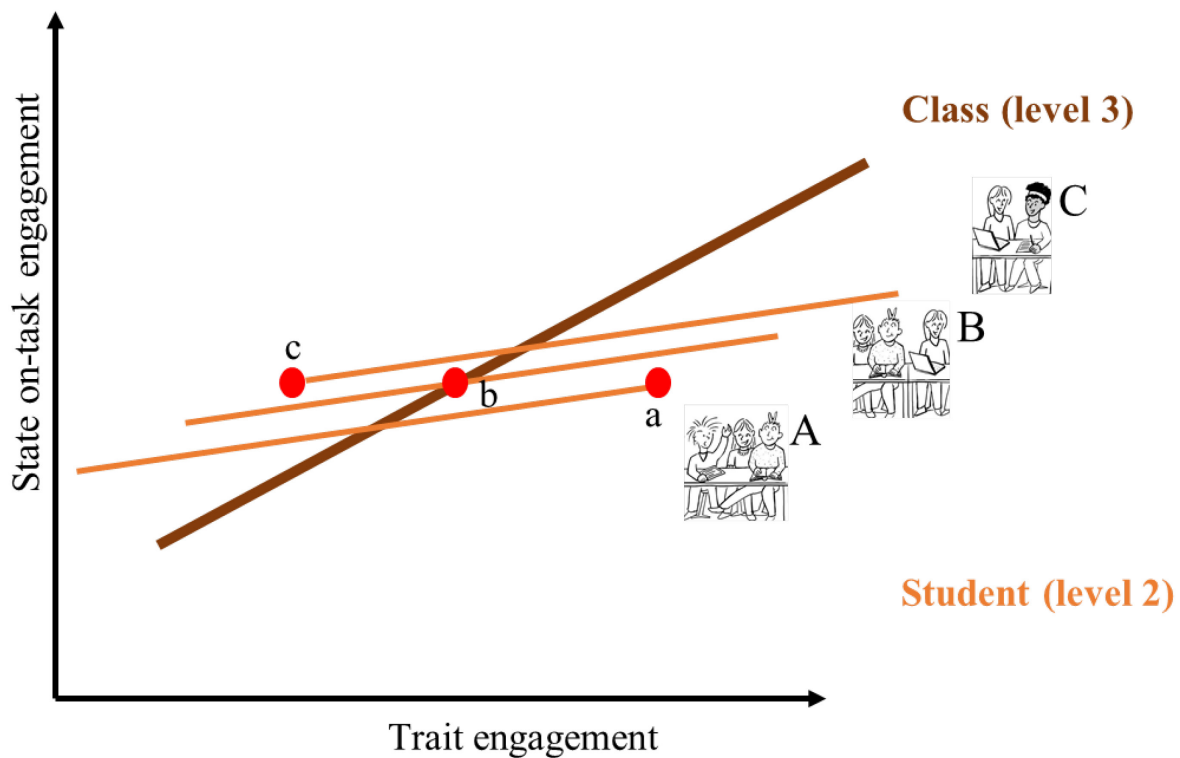 State on-task engagement
Class (level 3)
C
B
c
b
a
A
Student (level 2)
Trait engagement